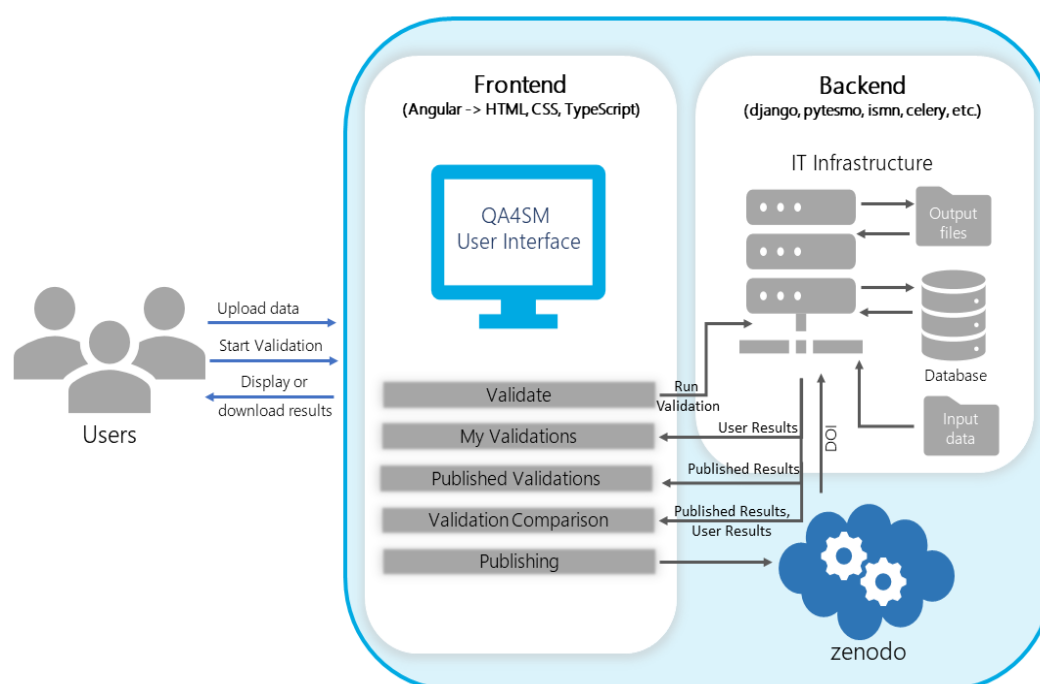 Frontend
(Angular -> HTML, CSS, TypeScript)
Backend
(django, pytesmo, ismn, celery, etc.)
IT Infrastructure
QA4SM
User Interface
Output
files
Database
Input
data
Upload data
Start Validation
Display or
download results
Users
Validate
My Validations
Published Validations
Validation Comparison
Publishing
Run
Validation
User Results
Published Results
Published Results,
User Results
DOI
zenodo